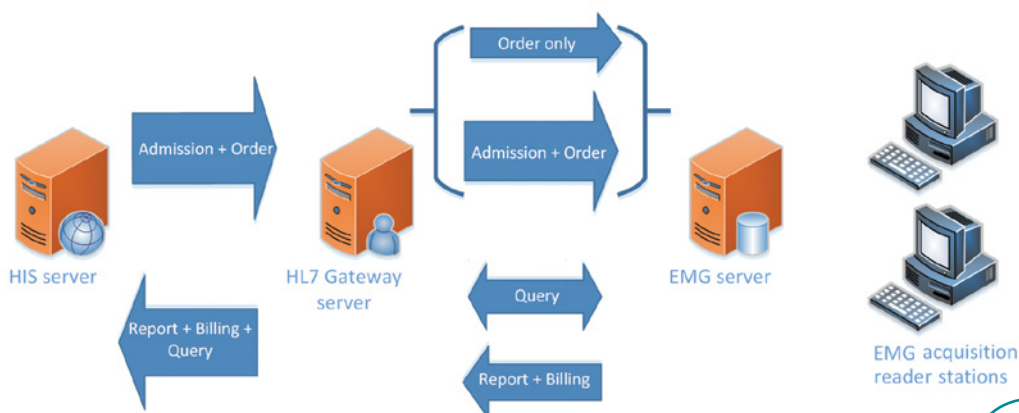 Order only
Admission + Order
Admission + Order
HIS server
HL7 Gateway
server
EMG server
Query
Report + Billing +
Query
Report + Billing
EMG acquisition
reader stations